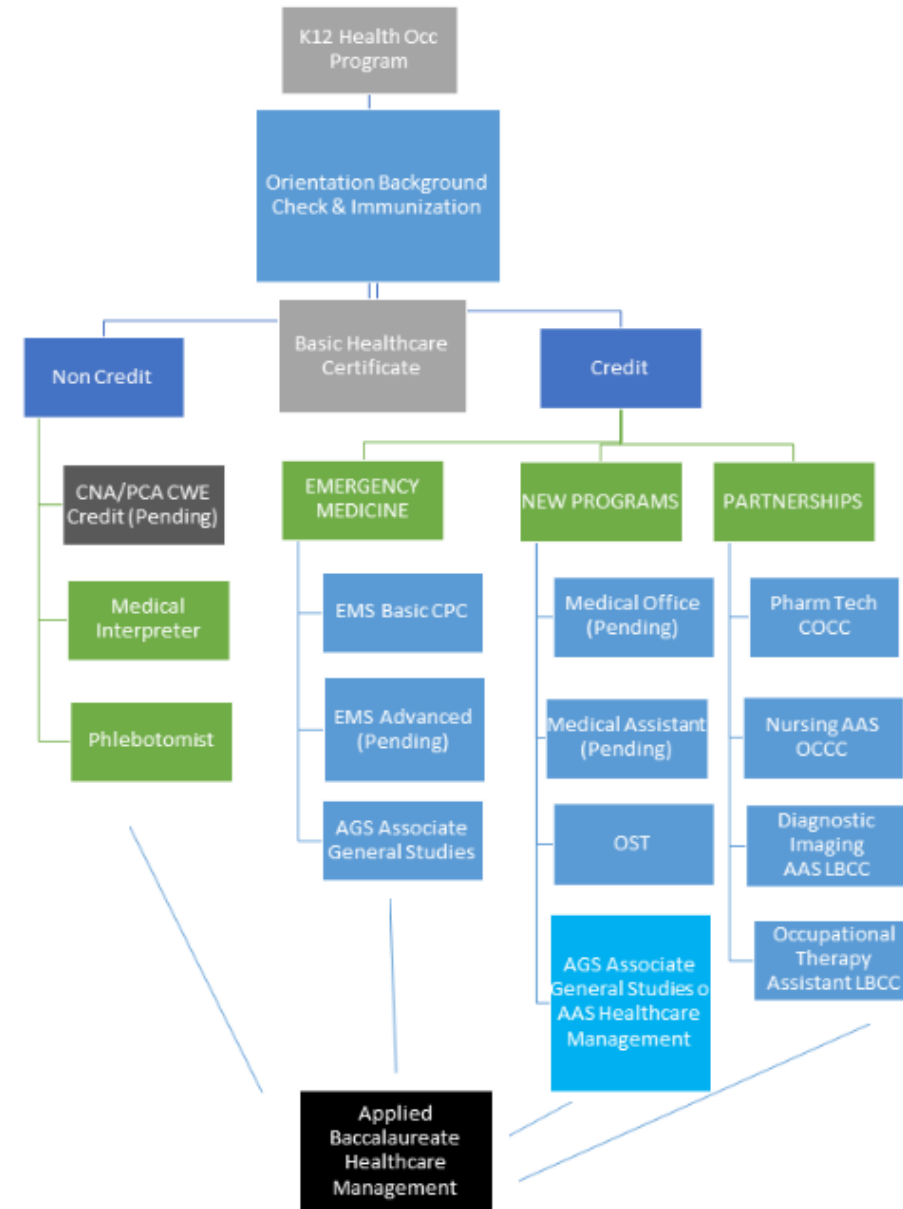 K12 Health Occ
Program
Orientation Background
Check & Immunization
Basic Healthcare
Certificate
Non Credit
Credit
CNA/PCA CWE
Credit (Pending)
Medical
Interpreter
Phlebotomist
EMERGENCY
MEDICINE
EMS Basic CPC
EMS Advanced
(Pending)
AGS Associate
General Studies
NEW PROGRAMS
Medical Office
(Pending)
Medical Assistant
(Pending)
OST
AGS Associate
General Studies o
AAS Healthcare
Management
PARTNERSHIPS
Pharm Tech
COCC
Nursing AAS
OCCC
Diagnostic
Imaging
AAS LBCC
Occupational
Therapy
Assistant LBCC
Applied
Baccalaureate
Healthcare
Management